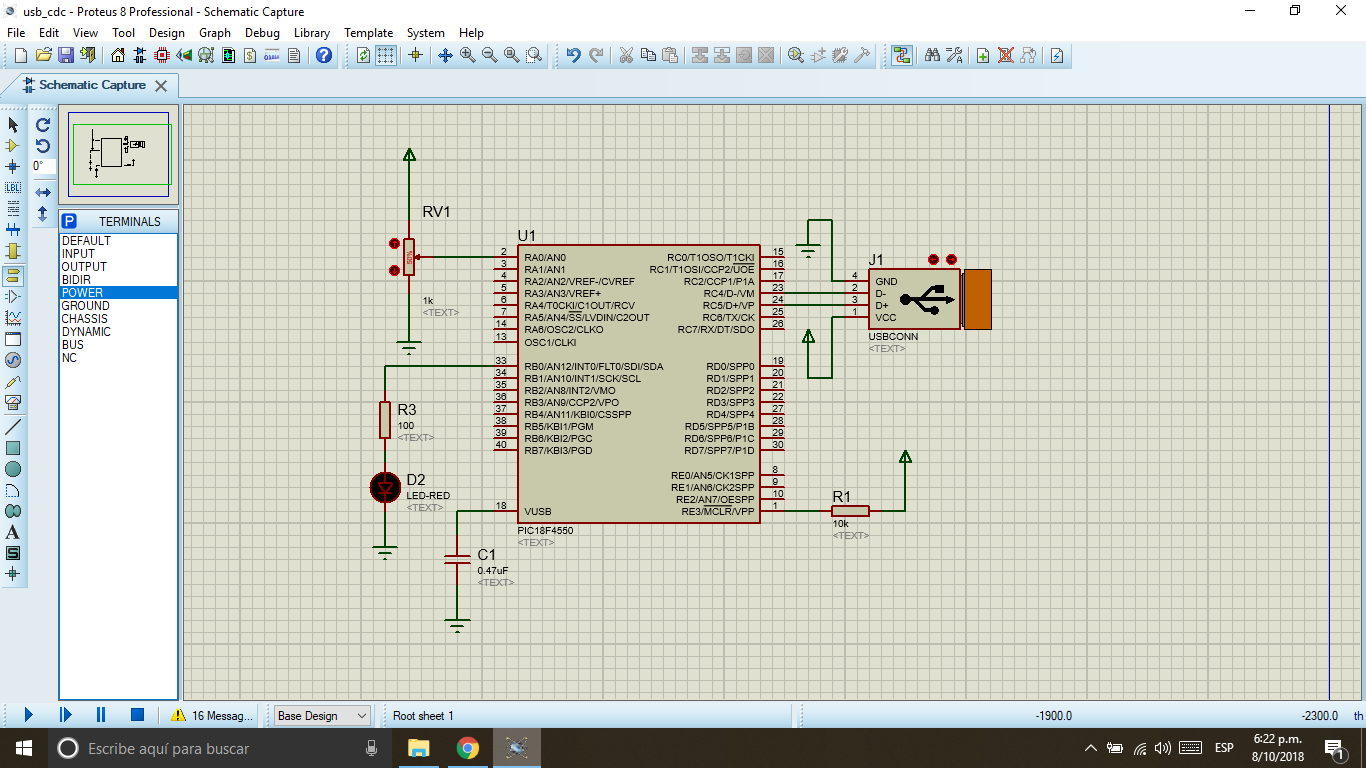 usb_cdc - Proteus 8 Professional - Schematic Capture
File Edit View Tool Design Graph Debug Library Template System Help
Schematic Capture
0°
LBL
P TERMINALS
DEFAULT
INPUT
OUTPUT
BIDIR
POWER
GROUND
CHASSIS
DYNAMIC
BUS
NC
A
S
RV1
1k
<TEXT>
U1
2 RA0/AN0
3 RA1/AN1
4 RA2/AN2/VREF-/CVREF
5 RA3/AN3/VREF+
6 RA4/T0CKI/C1OUT/RCV
7 RA5/AN4/SS/LVDIN/C2OUT
14 RA6/OSC2/CLKO
13 OSC1/CLKI
33 RB0/AN12/INT0/FLT0/SDI/SDA
34 RB1/AN10/INT1/SCK/SCL
35 RB2/AN8/INT2/VMO
36 RB3/AN9/CCP2/VPO
37 RB4/AN11/KBI0/CSSPP
38 RB5/KBI1/PGM
39 RB6/KBI2/PGC
40 RB7/KBI3/PGD
18 VUSB
RC0/T1OSO/T1CKI 15
RC1/T1OSI/CCP2/UOE 16
RC2/CCP1/P1A 17
RC4/D-/VM 23
RC5/D+/VP 24
RC6/TX/CK 25
RC7/RX/DT/SDO 26
RD0/SPP0 19
RD1/SPP1 20
RD2/SPP2 21
RD3/SPP3 22
RD4/SPP4 27
RD5/SPP5/P1B 28
RD6/SPP6/P1C 29
RD7/SPP7/P1D 30
RE0/AN5/CK1SPP 8
RE1/AN6/CK2SPP 9
RE2/AN7/OESPP 10
RE3/MCLR/VPP 1
PIC18F4550
<TEXT>
J1
4 GND
2 D-
3 D+
1 VCC
USBCONN
<TEXT>
R3
100
<TEXT>
D2
LED-RED
<TEXT>
C1
0.47uF
<TEXT>
R1
10k
<TEXT>
16 Messag...
Base Design
Root sheet 1
-1900.0
-2300.0
th
Escribe aquí para buscar
ESP
6:22 p.m.
8/10/2018
1